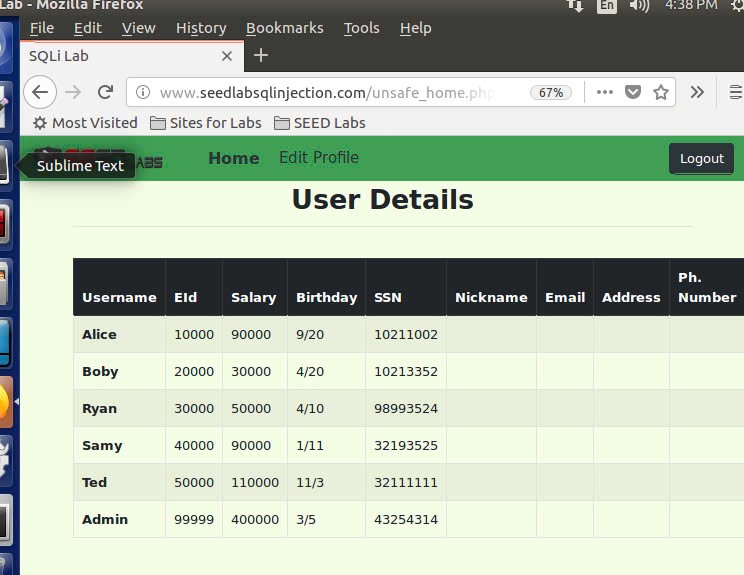 Lab - Mozilla Firefox
En
4:38 PM
File Edit View History Bookmarks Tools Help
SQLi Lab
www.seedlabsqlinjection.com/unsafe_home.php
67%
Most Visited Sites for Labs SEED Labs
LABS Home Edit Profile Logout
Sublime Text
User Details
Username EId Salary Birthday SSN Nickname Email Address Ph. Number
Alice 10000 90000 9/20 10211002
Boby 20000 30000 4/20 10213352
Ryan 30000 50000 4/10 98993524
Samy 40000 90000 1/11 32193525
Ted 50000 110000 11/3 32111111
Admin 99999 400000 3/5 43254314